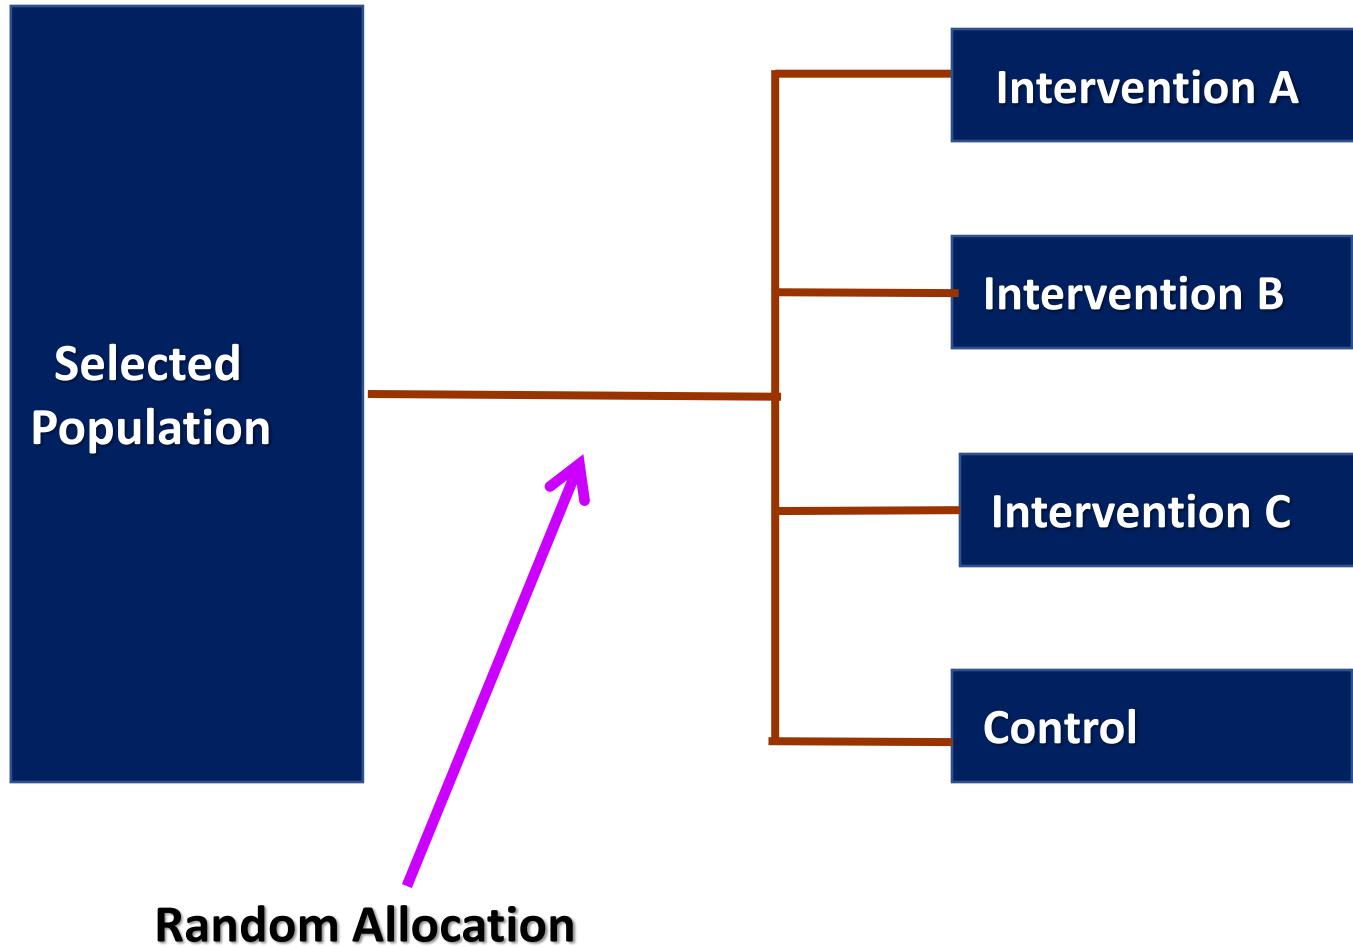 Selected
Population
Intervention A
Intervention B
Intervention C
Control
Random Allocation